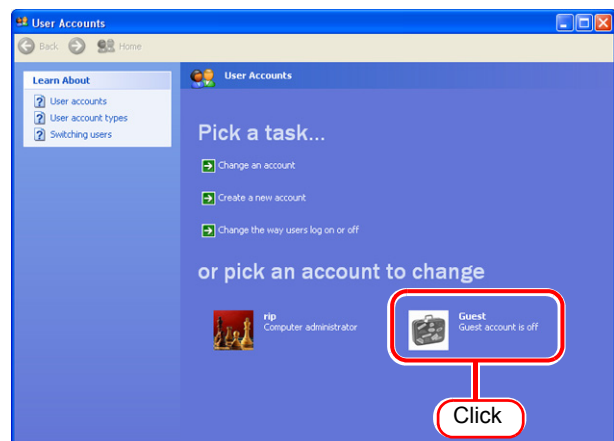 User Accounts
Back
Home
Learn About
User accounts
User account types
Switching users
User Accounts
Pick a task...
Change an account
Create a new account
Change the way users log on or off
or pick an account to change
rip
Computer administrator
Guest
Guest account is off
Click